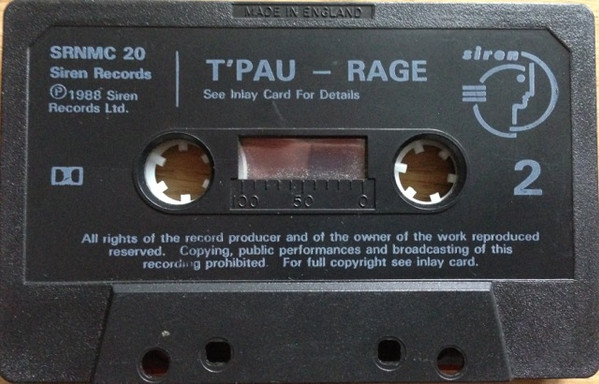 MADE IN ENGLAND
SRNMC 20
Siren Records
Ⓟ1988 Siren
Records Ltd.
T'PAU – RAGE
See Inlay Card For Details
siren
2
100 50 0
All rights of the record producer and of the owner of the work reproduced
reserved. Copying, public performances and broadcasting of this
recording prohibited. For full copyright see inlay card.